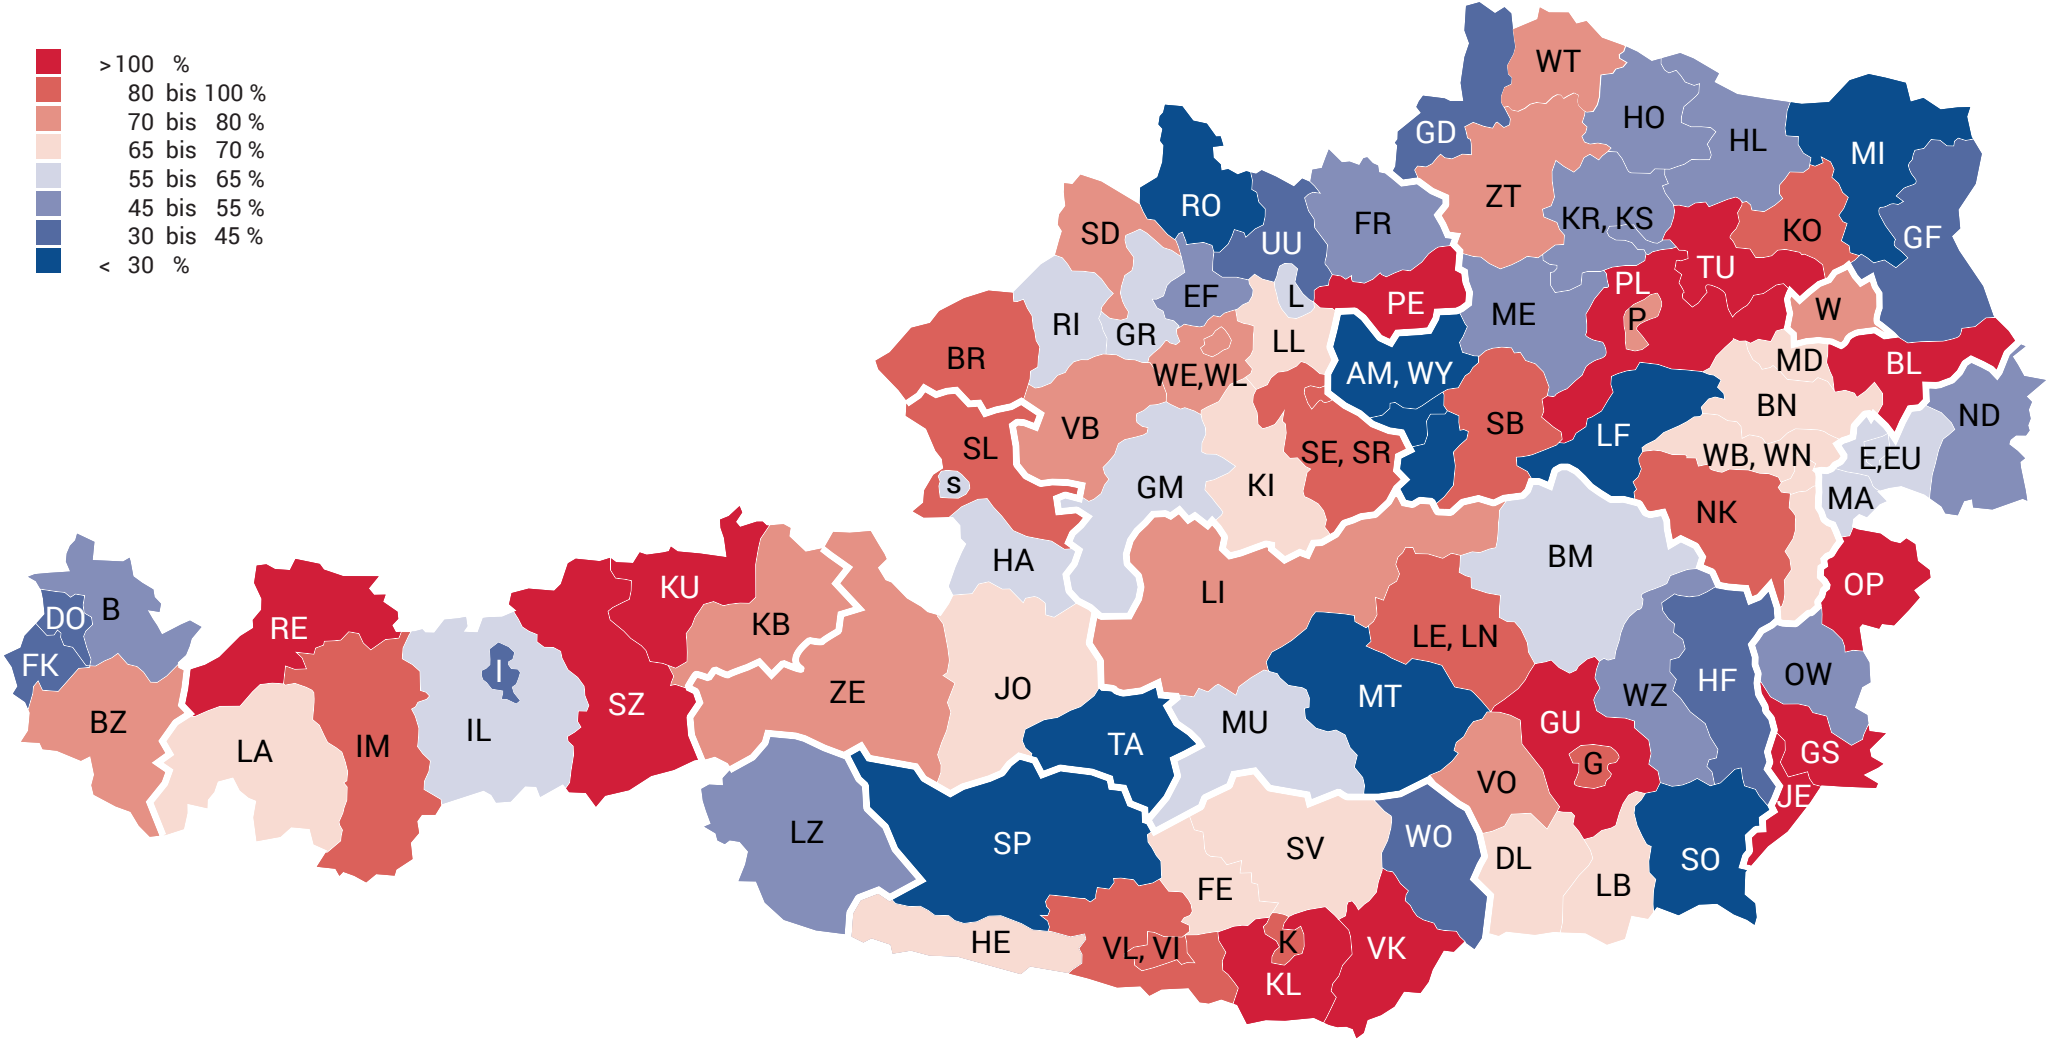 >100 %
80 bis 100 %
70 bis 80 %
65 bis 70 %
55 bis 65 %
45 bis 55 %
30 bis 45 %
< 30 %
WT
HO
GD
HL
MI
RO
ZT
KR, KS
FR
SD
UU
KO
GF
TU
PL
EF
L
PE
ME
P
W
RI
GR
LL
BR
WE,WL
AM, WY
MD
BL
BN
ND
VB
SB
LF
SL
SE, SR
WB, WN
E,EU
S
GM
KI
MA
NK
HA
BM
OP
KU
LI
B
DO
RE
KB
LE, LN
FK
I
ZE
JO
MT
WZ
HF
OW
SZ
BZ
LA
IM
IL
TA
MU
GU
GS
G
VO
JE
LZ
SP
SV
WO
DL
SO
FE
LB
HE
VL, VI
K
VK
KL